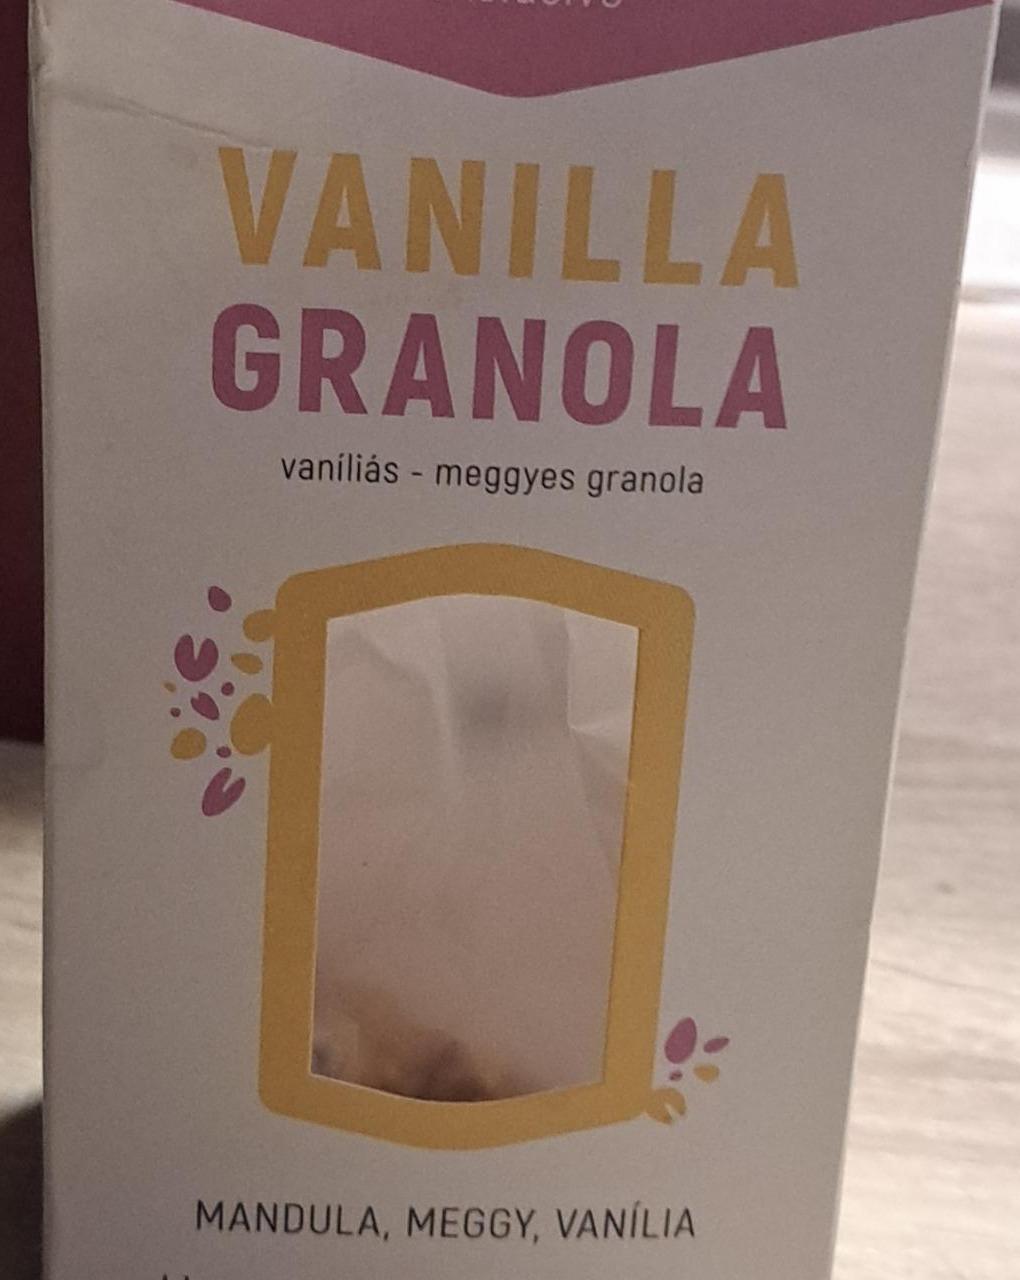 VANILLA
GRANOLA
vaníliás - meggyes granola
MANDULA, MEGGY, VANÍLIA